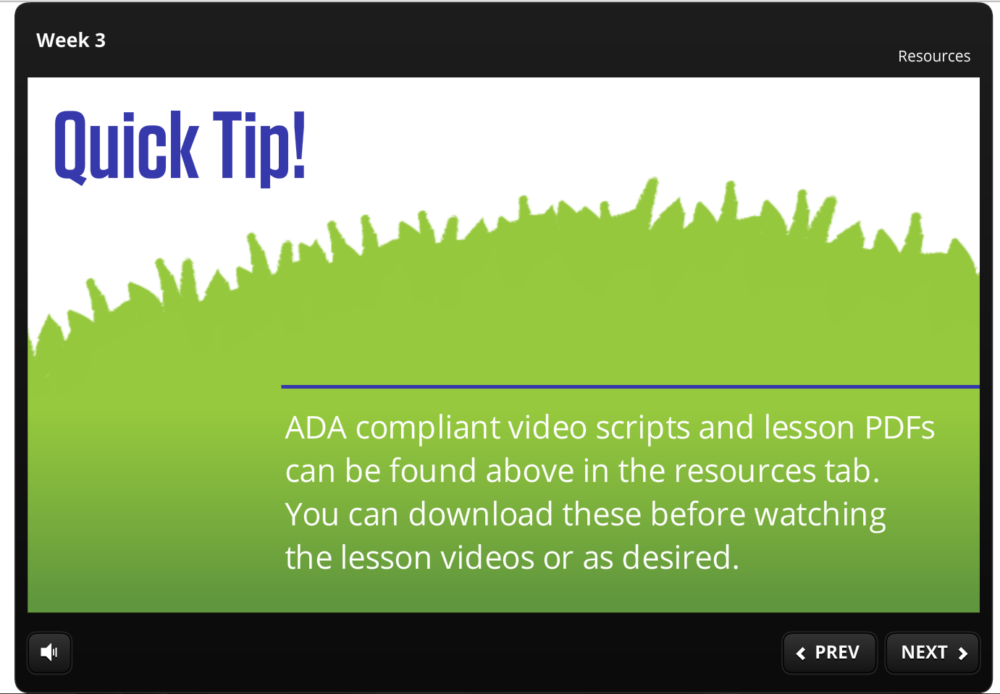 Week 3
Resources
Quick Tip!
ADA compliant video scripts and lesson PDFs
can be found above in the resources tab.
You can download these before watching
the lesson videos or as desired.
PREV
NEXT